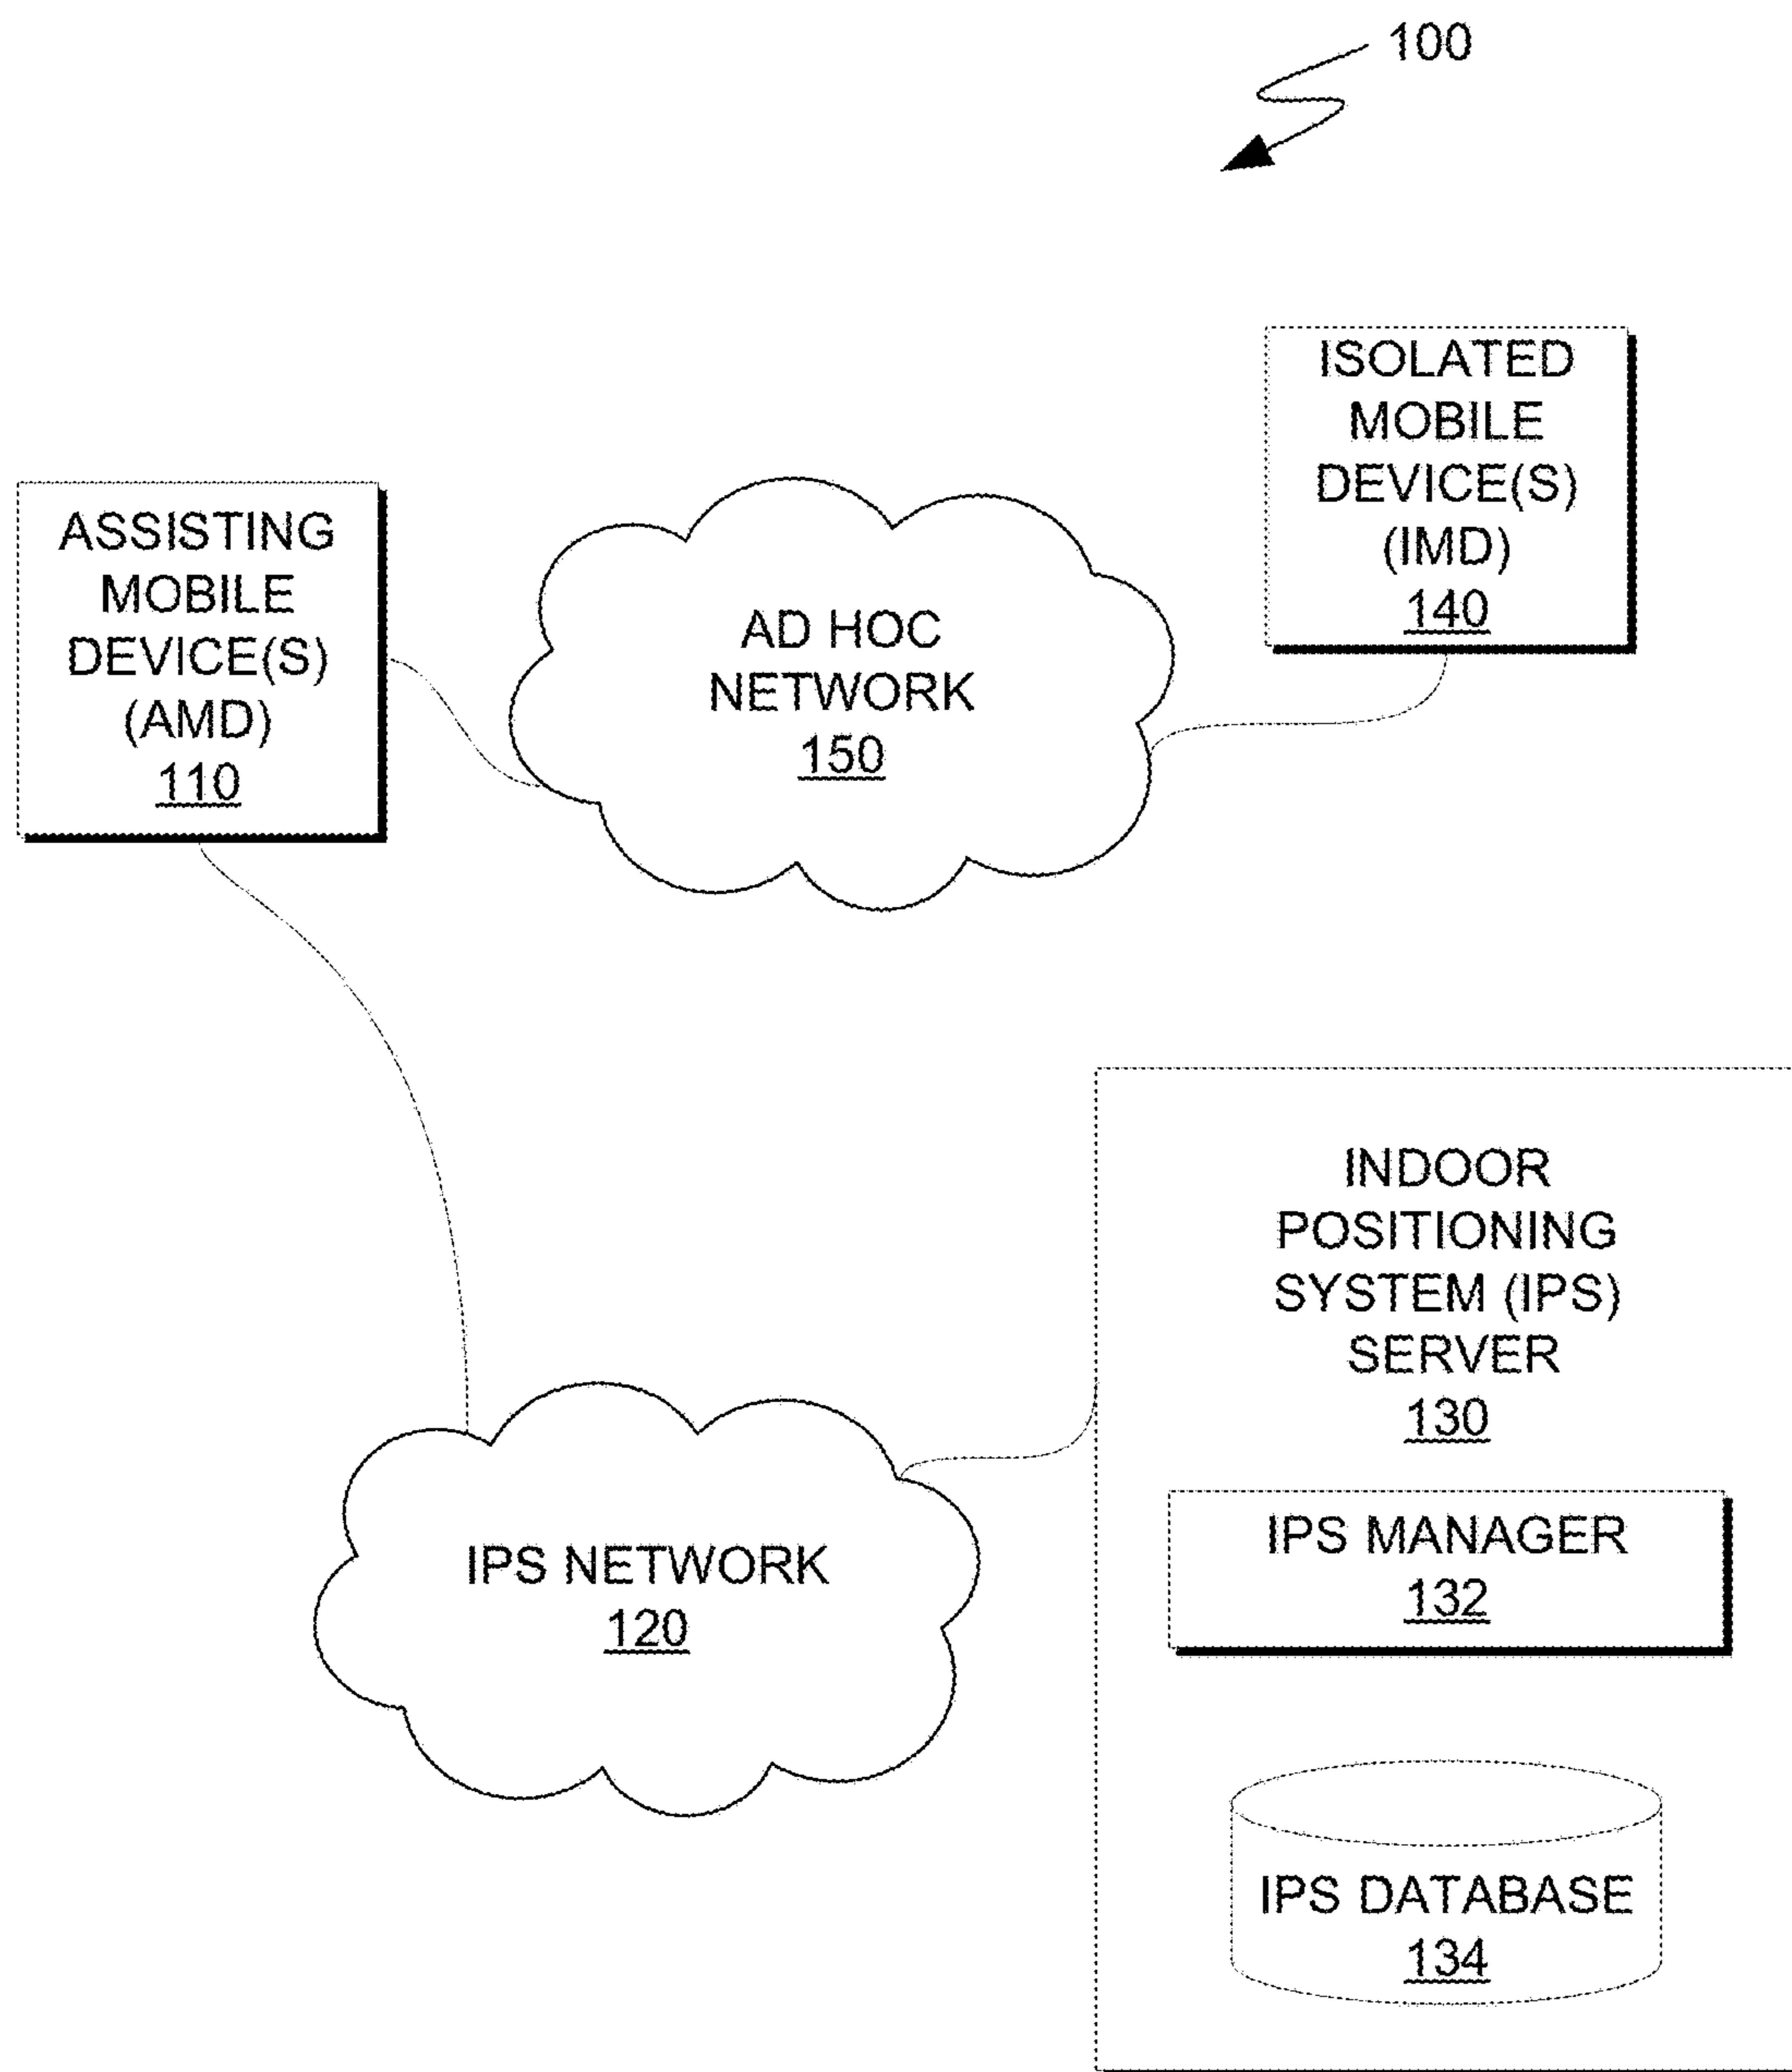 100
ISOLATED
MOBILE
DEVICE(S)
(IMD)
140
ASSISTING
MOBILE
DEVICE(S)
(AMD)
110
AD HOC
NETWORK
150
INDOOR
POSITIONING
SYSTEM (IPS)
SERVER
130
IPS MANAGER
132
IPS NETWORK
120
IPS DATABASE
134